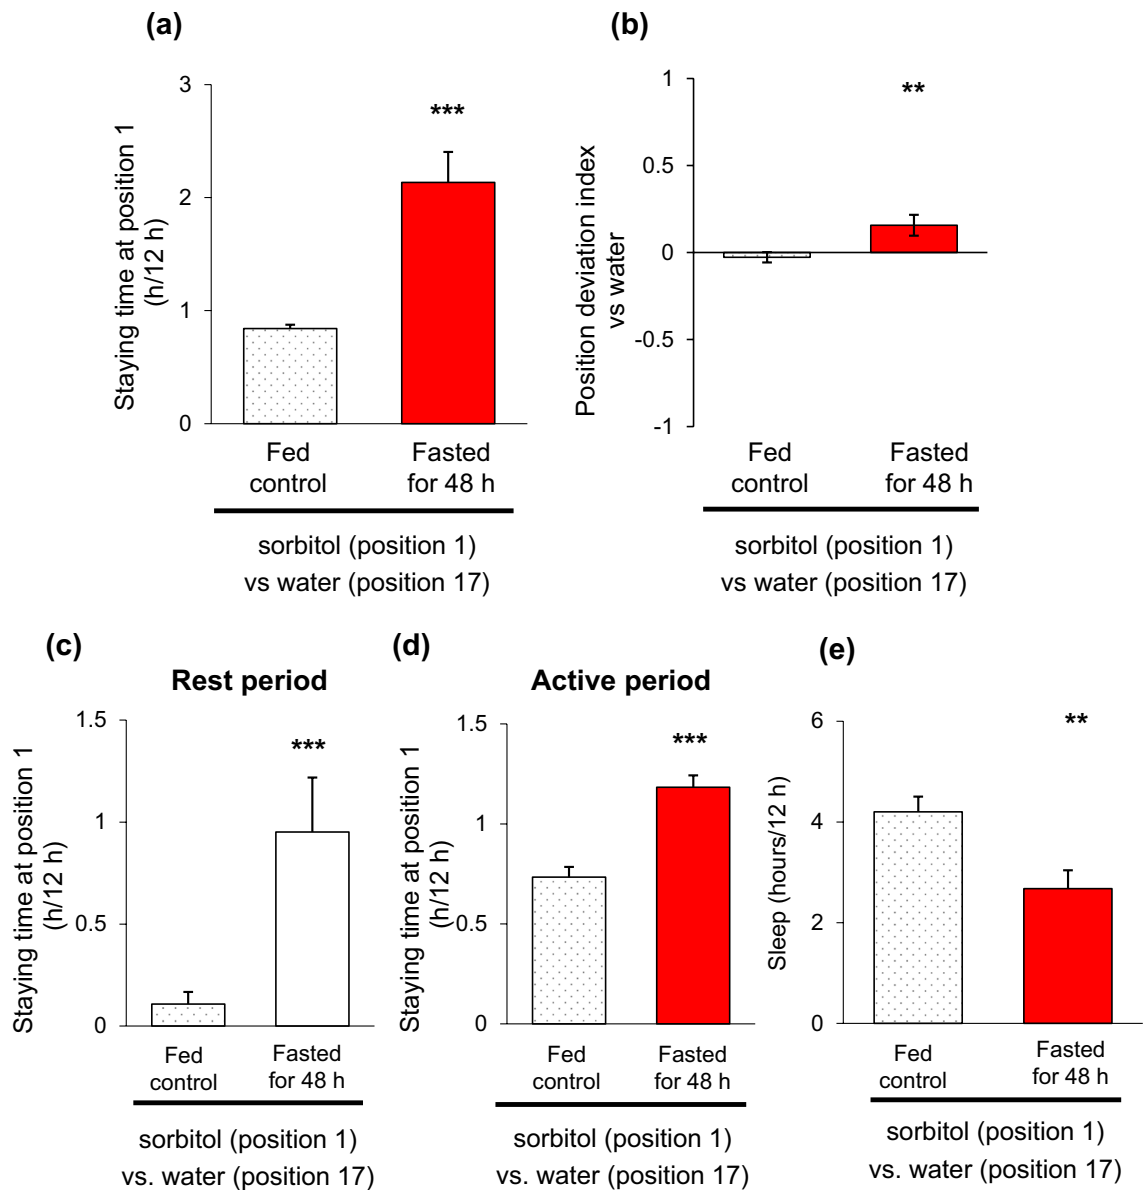 (a)
Staying time at position 1
(h/12 h)
3
2
1
0
***
Fed
control
Fasted
for 48 h
sorbitol (position 1)
vs water (position 17)
(b)
Position deviation index
vs water
1
0.5
0
-0.5
-1
**
Fed
control
Fasted
for 48 h
sorbitol (position 1)
vs water (position 17)
(c)
Rest period
Staying time at position 1
(h/12 h)
1.5
1
0.5
0
***
Fed
control
Fasted
for 48 h
sorbitol (position 1)
vs. water (position 17)
(d)
Active period
Staying time at position 1
(h/12 h)
1.5
1
0.5
0
***
Fed
control
Fasted
for 48 h
sorbitol (position 1)
vs. water (position 17)
(e)
Sleep (hours/12 h)
6
4
2
0
**
Fed
control
Fasted
for 48 h
sorbitol (position 1)
vs. water (position 17)